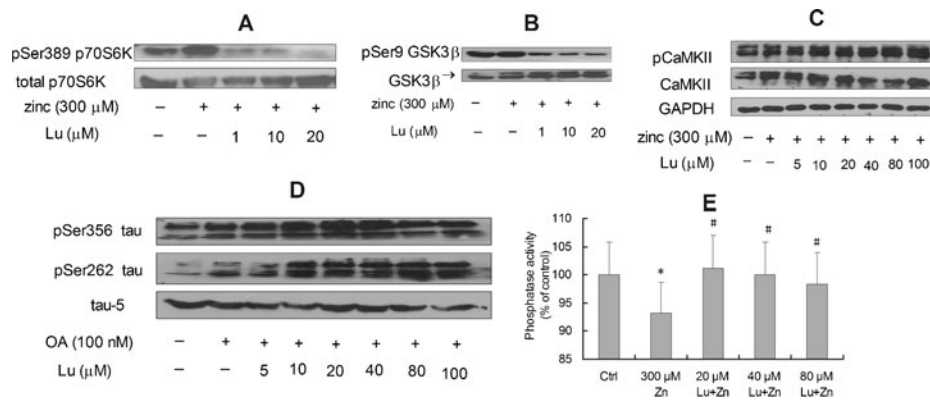 A
pSer389 p70S6K
total p70S6K
zinc (300 μM) – + + + +
Lu (μM) – – 1 10 20
B
pSer9 GSK3β
GSK3β→
zinc (300 μM) – + + + +
Lu (μM) – – 1 10 20
C
pCaMKII
CaMKII
GAPDH
zinc (300 μM) – + + + + + + +
Lu (μM) – – 5 10 20 40 80 100
D
pSer356 tau
pSer262 tau
tau-5
OA (100 nM) – + + + + + + +
Lu (μM) – – 5 10 20 40 80 100
E
Phosphatase activity
(% of control)
110
105
100
95
90
85
* # # #
Ctrl 300 μM 20 μM 40 μM 80 μM
Zn Lu+Zn Lu+Zn Lu+Zn